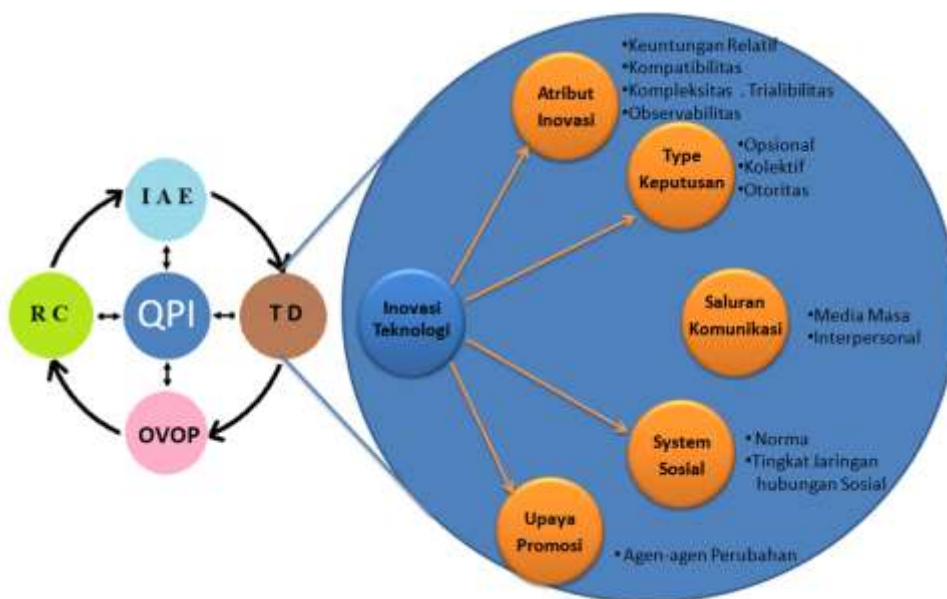 I A E
R C
QPI
T D
OVOP
Inovasi
Teknologi
Atribut
Inovasi
•Keuntungan Relatif
•Kompatibilitas
•Kompleksitas . Trialibilitas
•Observabilitas
Type
Keputusan
•Opsional
•Kolektif
•Otoritas
Saluran
Komunikasi
•Media Masa
•Interpersonal
System
Sosial
•Norma
•Tingkat Jaringan
hubungan Sosial
Upaya
Promosi
•Agen-agen Perubahan